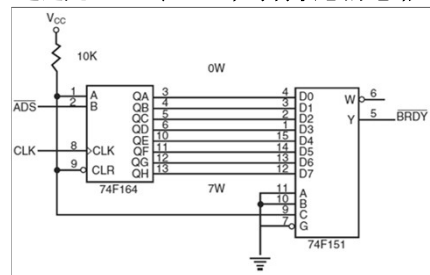 VCC
10K
0W
1 A
ADS 2 B
QA 3 4 D0
QB 4 3 D1
QC 5 2 D2
QD 6 1 D3
QE 10 15 D4
QF 11 14 D5
QG 12 13 D6
QH 13 12 D7
W 6
Y 5 BRDY
CLK 8 CLK
9 CLR
7W
11 A
10 B
9 C
7 G
74F164
74F151